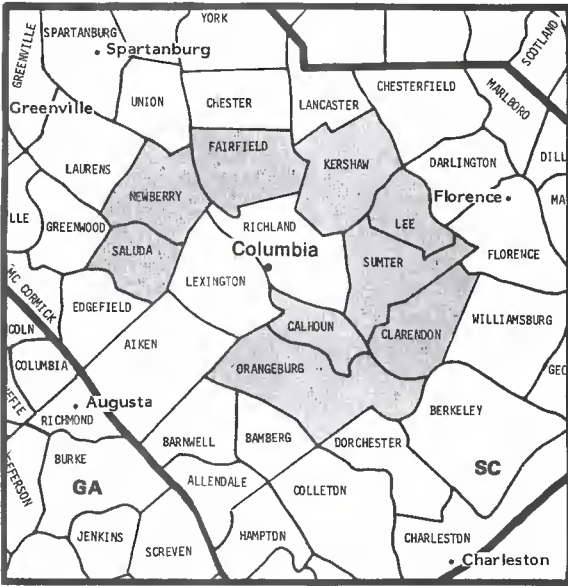 YORK
SPARTANBURG
Spartanburg
GREENVILLE
SCOTLAND
CHESTERFIELD
MARLBORO
UNION
CHESTER
LANCASTER
Greenville
FAIRFIELD
KERSHAW
DARLINGTON
DILL
LAURENS
NEWBERRY
Florence
MA
LLE
GREENWOOD
RICHLAND
LEE
Columbia
SALUDA
SUMTER
FLORENCE
LEXINGTON
MC CORMICK
EDGEFIELD
WILLIAMSBURG
CALHOUN
COLN
CLARENDON
AIKEN
COLUMBIA
ORANGEBURG
GEO
FFIE
Augusta
BERKELEY
RICHMOND
BARNWELL
BAMBERG
DORCHESTER
BURKE
SC
JEFFERSON
GA
ALLENDALE
COLLETON
JENKINS
SCREVEN
HAMPTON
CHARLESTON
Charleston